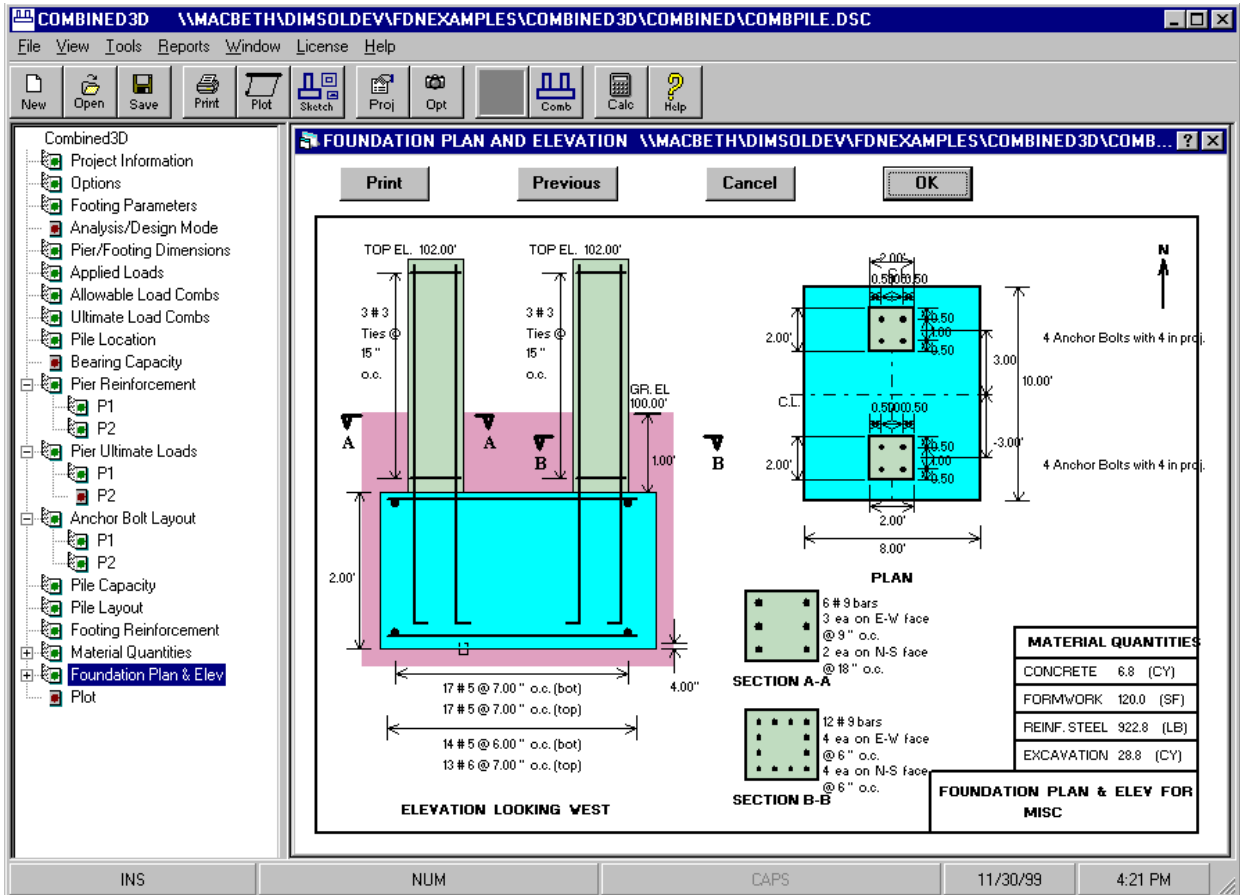 COMBINED3D \\MACBETH\DIMSOLDEV\FDNEXAMPLES\COMBINED3D\COMBINED\COMBPILE.DSC
File View Tools Reports Window License Help
New Open Save Print Plot Sketch Proj Opt Comb Calc Help
Combined3D
Project Information
Options
Footing Parameters
Analysis/Design Mode
Pier/Footing Dimensions
Applied Loads
Allowable Load Combs
Ultimate Load Combs
Pile Location
Bearing Capacity
Pier Reinforcement
P1
P2
Pier Ultimate Loads
P1
P2
Anchor Bolt Layout
P1
P2
Pile Capacity
Pile Layout
Footing Reinforcement
Material Quantities
Foundation Plan & Elev
Plot
FOUNDATION PLAN AND ELEVATION \\MACBETH\DIMSOLDEV\FDNEXAMPLES\COMBINED3D\COMB...
Print Previous Cancel OK
TOP EL. 102.00' TOP EL. 102.00'
3 # 3
Ties @
15 "
o.c.
3 # 3
Ties @
15 "
o.c.
GR. EL
100.00'
A A
B B
1.00'
2.00'
4.00"
17 # 5 @ 7.00 " o.c. (bot)
17 # 5 @ 7.00 " o.c. (top)
14 # 5 @ 6.00 " o.c. (bot)
13 # 6 @ 7.00 " o.c. (top)
ELEVATION LOOKING WEST
N
2.00'
2.00'
0.50
1.00
0.50
4 Anchor Bolts with 4 in proj.
3.00
10.00'
C.L.
-3.00'
2.00'
0.50
1.00
0.50
4 Anchor Bolts with 4 in proj.
2.00'
8.00'
PLAN
6 # 9 bars
3 ea on E-W face
@ 9 " o.c.
2 ea on N-S face
@ 18 " o.c.
SECTION A-A
12 # 9 bars
4 ea on E-W face
@ 6 " o.c.
4 ea on N-S face
@ 6 " o.c.
SECTION B-B
MATERIAL QUANTITIES
CONCRETE 6.8 (CY)
FORMWORK 120.0 (SF)
REINF. STEEL 922.8 (LB)
EXCAVATION 28.8 (CY)
FOUNDATION PLAN & ELEV FOR
MISC
INS NUM CAPS 11/30/99 4:21 PM